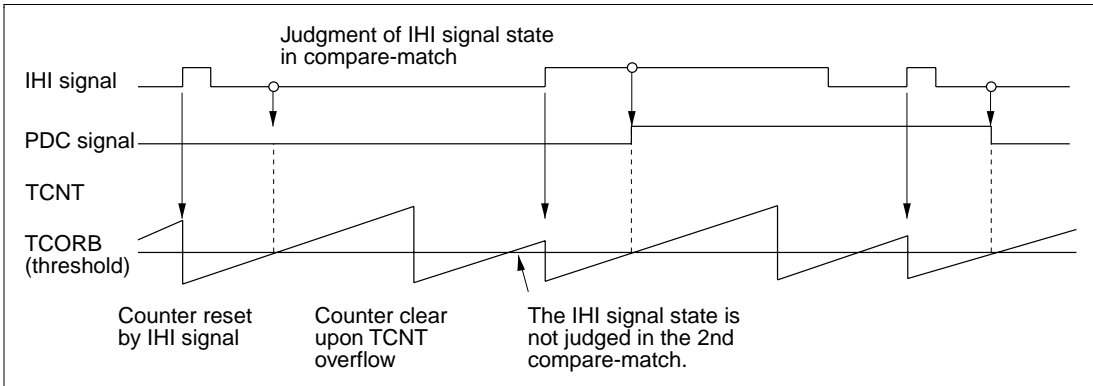 Judgment of IHI signal state
in compare-match
IHI signal
PDC signal
TCNT
TCORB
(threshold)
Counter reset
by IHI signal
Counter clear
upon TCNT
overflow
The IHI signal state is
not judged in the 2nd
compare-match.